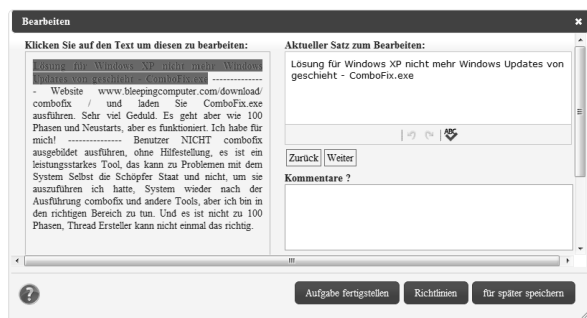 Bearbeiten
Klicken Sie auf den Text um diesen zu bearbeiten:
Lösung für Windows XP nicht mehr Windows
Updates von geschieht - ComboFix.exe --------------
- Website www.bleepingcomputer.com/download/
combofix / und laden Sie ComboFix.exe
ausführen. Sehr viel Geduld. Es geht aber wie 100
Phasen und Neustarts, aber es funktioniert. Ich habe für
mich! --------------- Benutzer NICHT combofix
ausgebildet ausführen, ohne Hilfestellung, es ist ein
leistungsstarkes Tool, das kann zu Problemen mit dem
System Selbst die Schöpfer Staat und nicht, um sie
auszuführen ich hatte, System wieder nach der
Ausführung combofix und andere Tools, aber ich bin in
den richtigen Bereich zu tun. Und es ist nicht zu 100
Phasen, Thread Ersteller kann nicht einmal das richtig.
Aktueller Satz zum Bearbeiten:
Lösung für Windows XP nicht mehr Windows Updates von
geschieht - ComboFix.exe
ABC
Zurück Weiter
Kommentare ?
? Aufgabe fertigstellen Richtlinien für später speichern